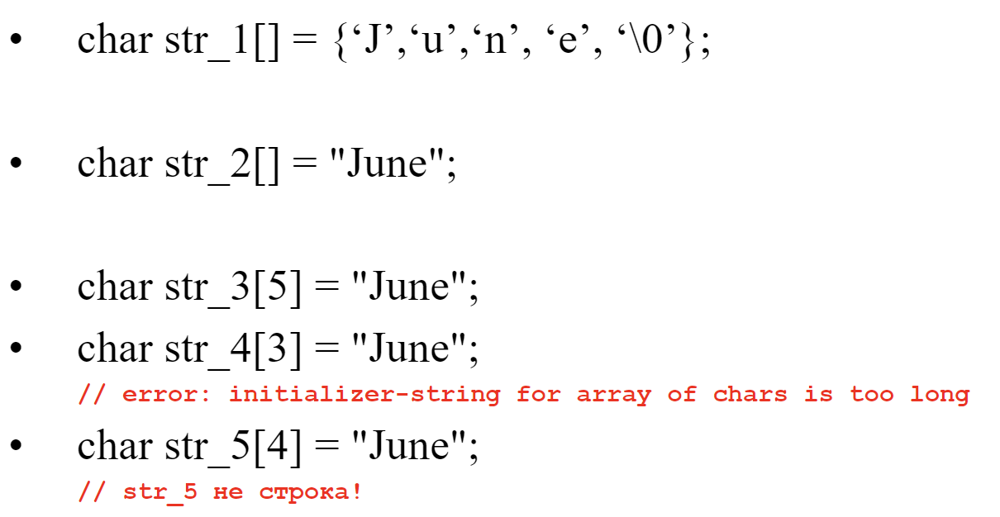 • char str_1[] = {‘J’,‘u’,‘n’, ‘e’, ‘\0’};
• char str_2[] = "June";
• char str_3[5] = "June";
• char str_4[3] = "June";
// error: initializer-string for array of chars is too long
• char str_5[4] = "June";
// str_5 не строка!